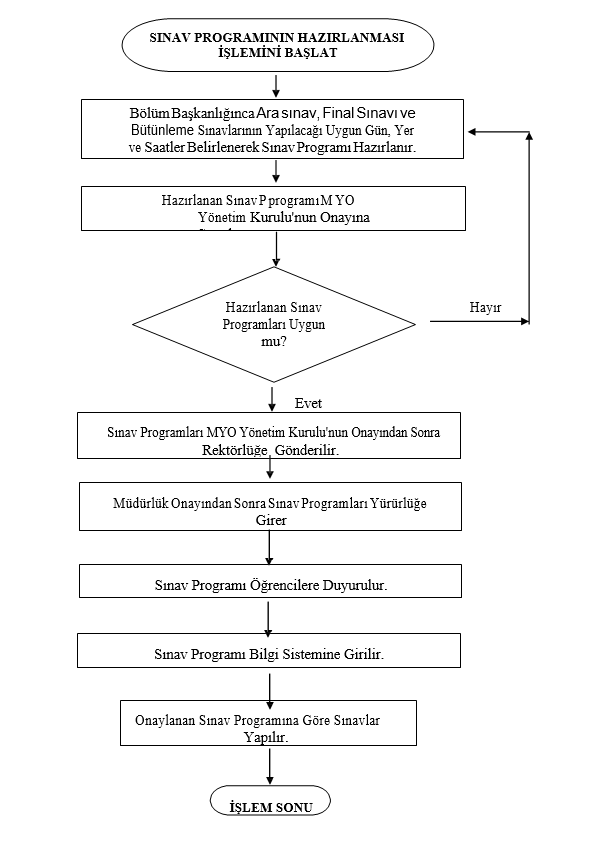 SINAV PROGRAMININ HAZIRLANMASI
İŞLEMİNİ BAŞLAT
Bölüm Başkanlığınca Ara sınav, Final Sınavı ve
Bütünleme Sınavlarının Yapılacağı Uygun Gün, Yer
ve Saatler Belirlenerek Sınav Programı Hazırlanır.
Hazırlanan Sınav P programı M YO
Yönetim Kurulu'nun Onayına
Hazırlanan Sınav
Programları Uygun
mu?
Hayır
Evet
Sınav Programları MYO Yönetim Kurulu'nun Onayından Sonra
Rektörlüğe Gönderilir.
Müdürlük Onayından Sonra Sınav Programları Yürürlüğe
Girer
Sınav Programı Öğrencilere Duyurulur.
Sınav Programı Bilgi Sistemine Girilir.
Onaylanan Sınav Programına Göre Sınavlar
Yapılır.
İŞLEM SONU